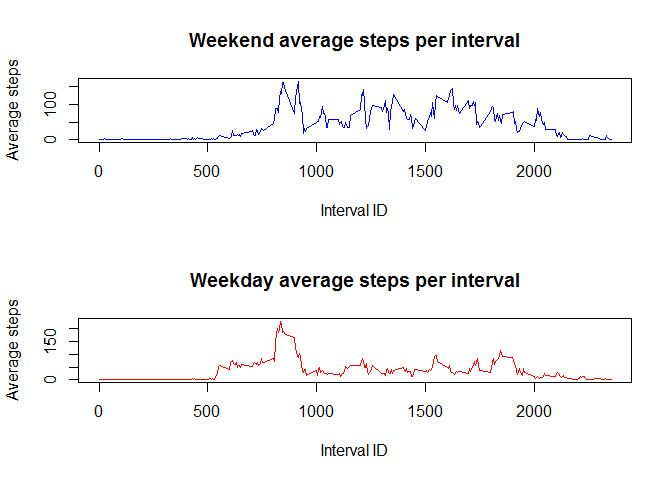 Weekend average steps per interval
Average steps
0 100
0 500 1000 1500 2000
Interval ID
Weekday average steps per interval
Average steps
0 150
0 500 1000 1500 2000
Interval ID